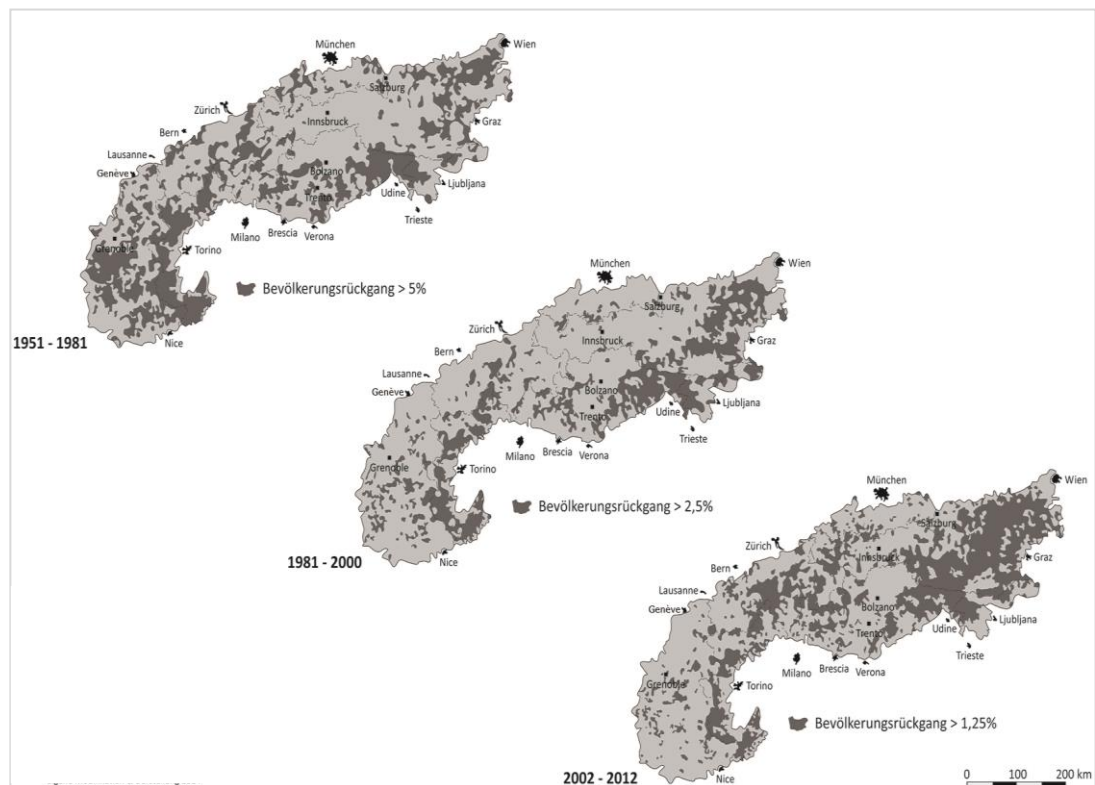 München
Wien
Salzburg
Zürich
Innsbruck
Bern
Graz
Lausanne
Genève
Bolzano
Ljubljana
Trento
Udine
Trieste
Grenoble
Torino
Milano
Brescia
Verona
Bevölkerungsrückgang > 5%
Nice
1951 - 1981
München
Wien
Salzburg
Zürich
Innsbruck
Bern
Graz
Lausanne
Genève
Bolzano
Ljubljana
Trento
Udine
Trieste
Grenoble
Torino
Milano
Brescia
Verona
Bevölkerungsrückgang > 2,5%
Nice
1981 - 2000
München
Wien
Salzburg
Zürich
Innsbruck
Bern
Graz
Lausanne
Genève
Bolzano
Ljubljana
Trento
Udine
Trieste
Grenoble
Torino
Milano
Brescia
Verona
Bevölkerungsrückgang > 1,25%
Nice
2002 - 2012
0 100 200 km